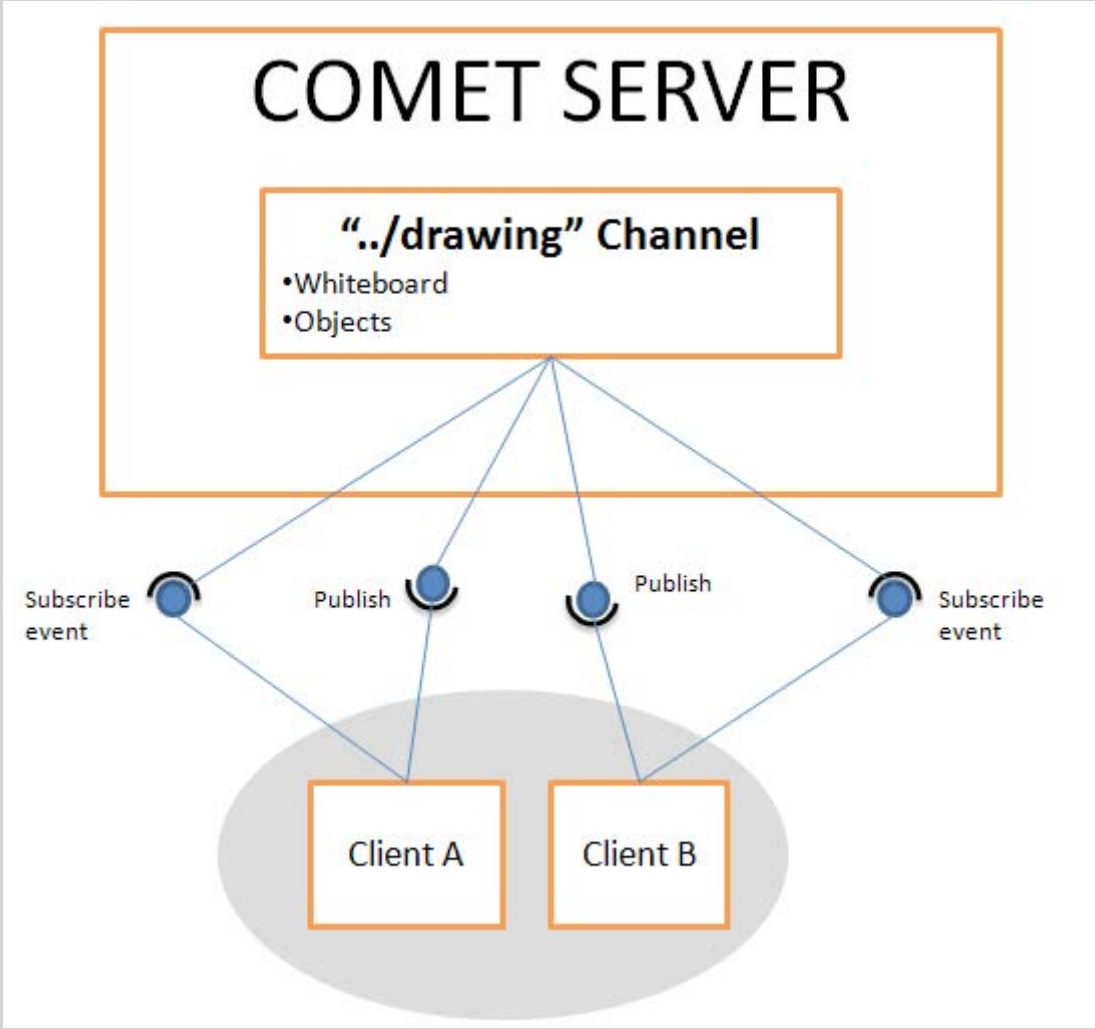 COMET SERVER
“../drawing” Channel
•Whiteboard
•Objects
Subscribe
event
Publish
Publish
Subscribe
event
Client A
Client B